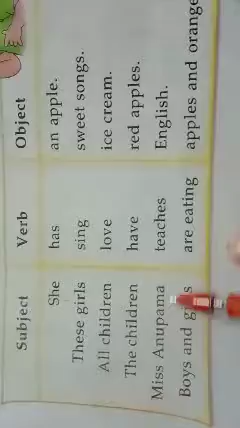 Subject Verb Object
She has an apple.
These girls sing sweet songs.
All children love ice cream.
The children have red apples.
Miss Anupama teaches English.
Boys and are eating apples and orange